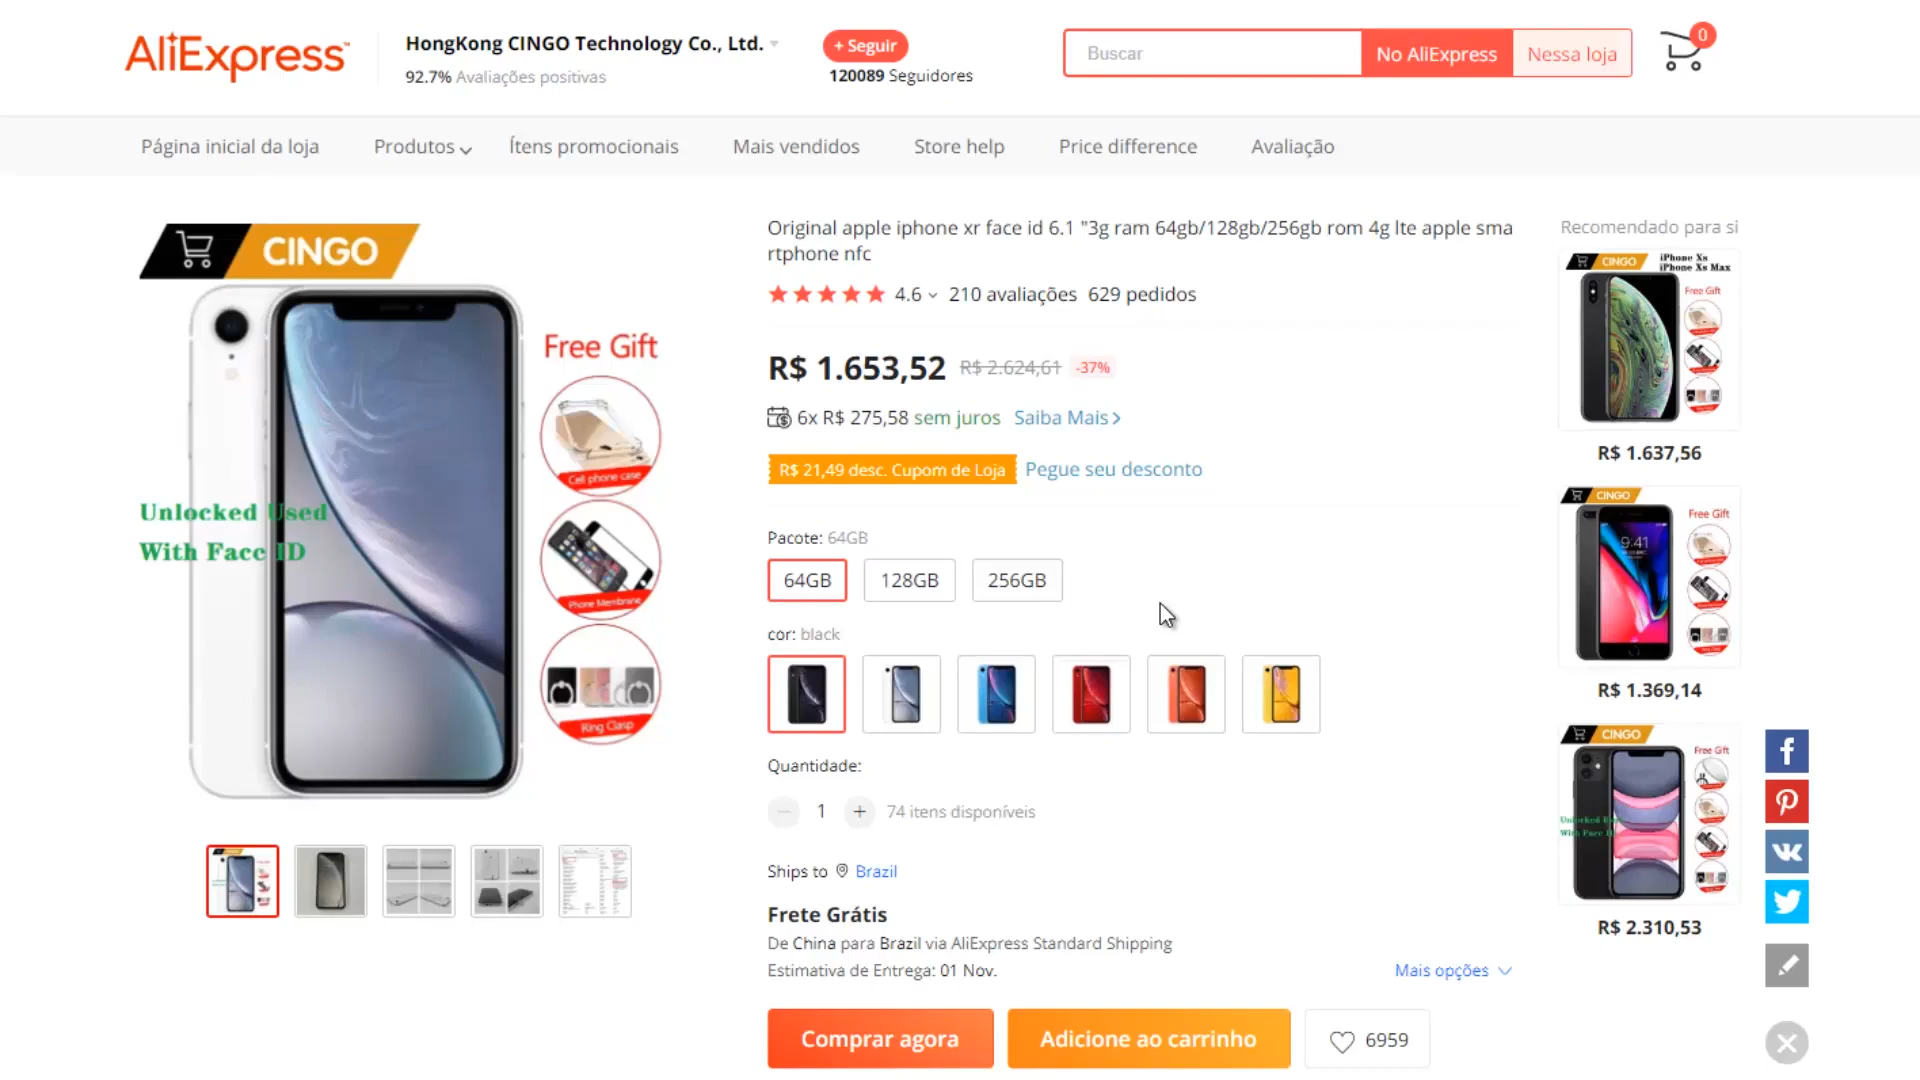 AliExpress
HongKong CINGO Technology Co., Ltd.
92.7% Avaliações positivas
+ Seguir
120089 Seguidores
Buscar
No AliExpress
Nessa loja
0
Página inicial da loja
Produtos
Ítens promocionais
Mais vendidos
Store help
Price difference
Avaliação
CINGO
Free Gift
Cell phone case
Phone Membrane
Ring Clasp
Unlocked Used
With Face ID
Original apple iphone xr face id 6.1 "3g ram 64gb/128gb/256gb rom 4g lte apple sma
rtphone nfc
4.6
210 avaliações
629 pedidos
R$ 1.653,52
R$ 2.624,61
-37%
6x R$ 275,58 sem juros
Saiba Mais
R$ 21,49 desc. Cupom de Loja
Pegue seu desconto
Pacote: 64GB
64GB
128GB
256GB
cor: black
Quantidade:
1
+
74 itens disponíveis
Ships to
Brazil
Frete Grátis
De China para Brazil via AliExpress Standard Shipping
Estimativa de Entrega: 01 Nov.
Mais opções
Comprar agora
Adicione ao carrinho
6959
Recomendado para si
CINGO
iPhone Xs
iPhone Xs Max
Free Gift
R$ 1.637,56
CINGO
Free Gift
9:41
R$ 1.369,14
CINGO
Free Gift
Unlocked
With Face ID
R$ 2.310,53